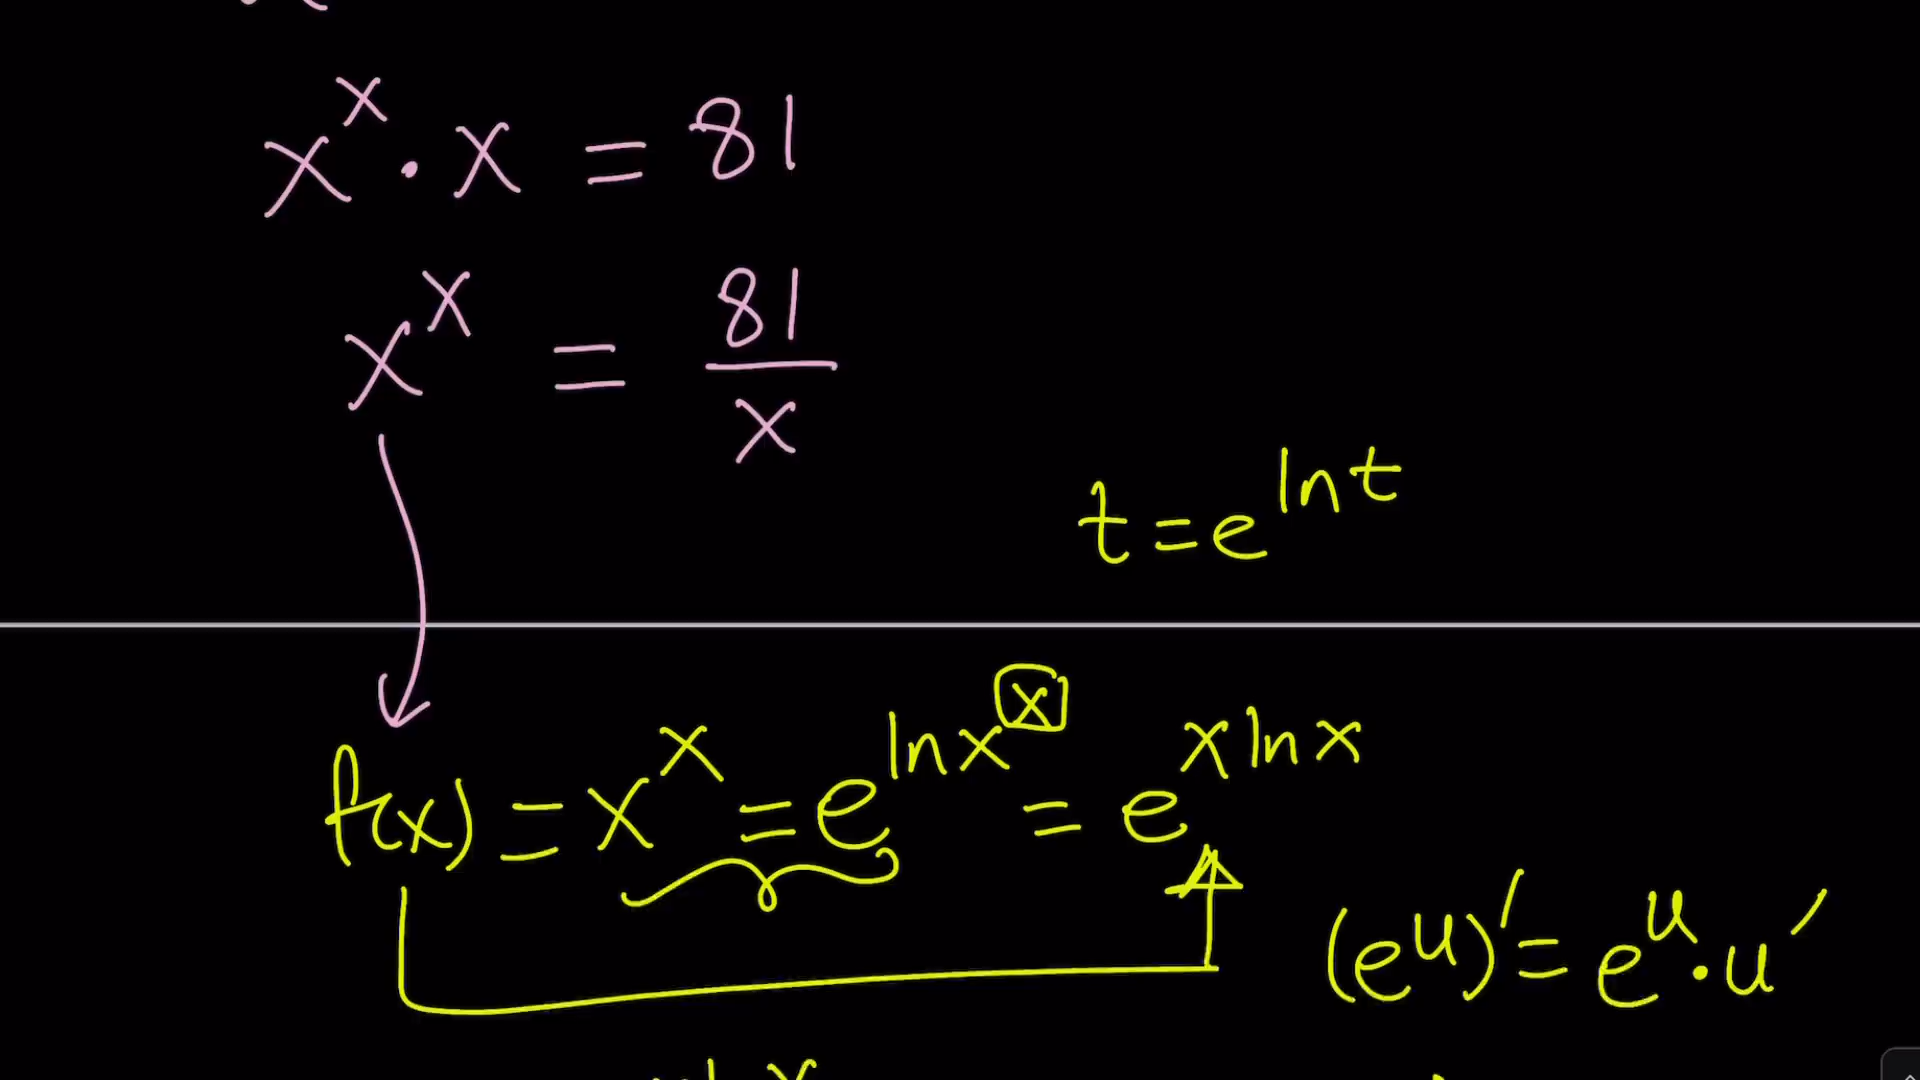 x^x · x = 81
x^x = 81/x
t = e^{ln t}
f(x) = x^x = e^{ln x^x} = e^{x ln x}
(e^u)' = e^u · u'